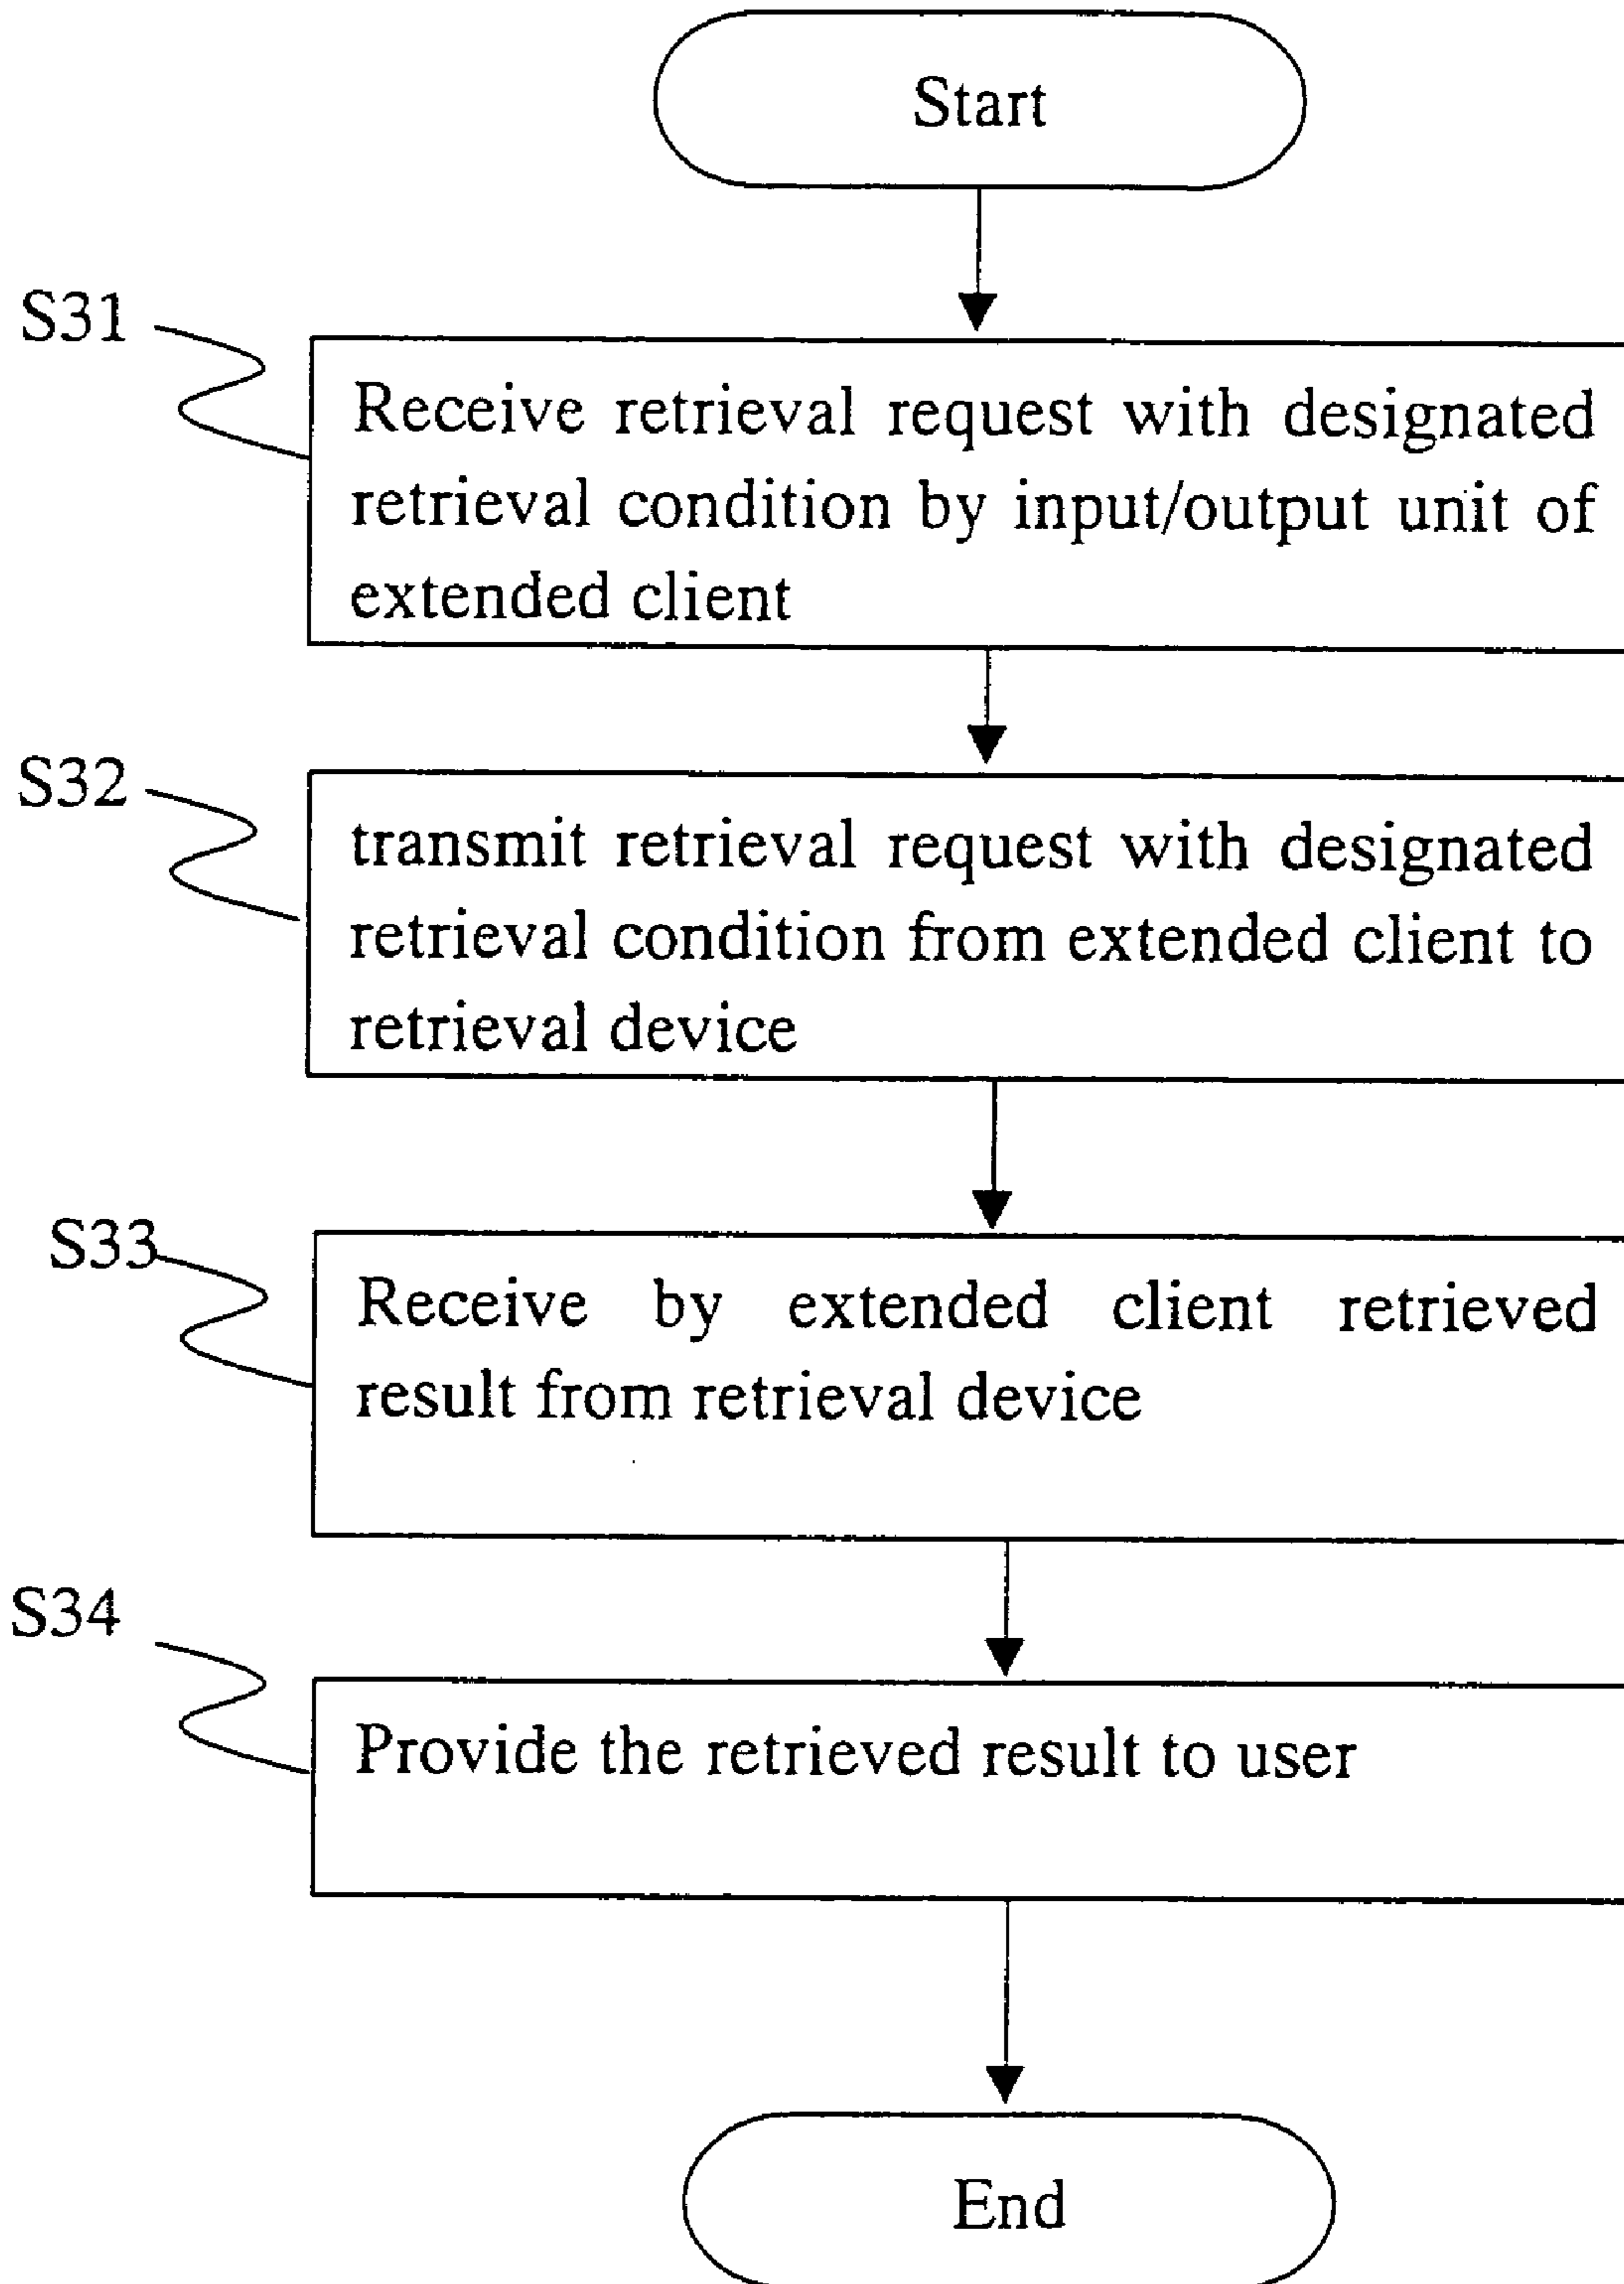 Start
S31
Receive retrieval request with designated
retrieval condition by input/output unit of
extended client
S32
transmit retrieval request with designated
retrieval condition from extended client to
retrieval device
S33
Receive by extended client retrieved
result from retrieval device
S34
Provide the retrieved result to user
End